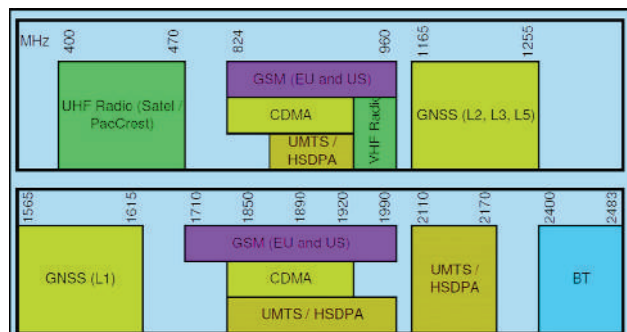 MHz 400 470 824 960 1165 1255
GSM (EU and US)
UHF Radio (Satel /
PacCrest)
CDMA
GNSS (L2, L3, L5)
UMTS /
HSDPA
VHF Radio
1565 1615 1710 1850 1890 1920 1990 2110 2170 2400 2483
GSM (EU and US)
GNSS (L1)
CDMA
UMTS /
HSDPA
BT
UMTS / HSDPA